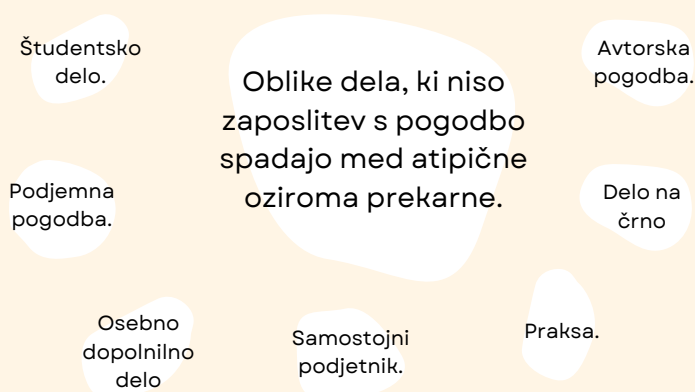 Študentsko
delo.
Oblike dela, ki niso
zaposlitev s pogodbo
spadajo med atipične
oziroma prekarne.
Avtorska
pogodba.
Podjemna
pogodba.
Delo na
črno
Osebno
dopolnilno
delo
Samostojni
podjetnik.
Praksa.